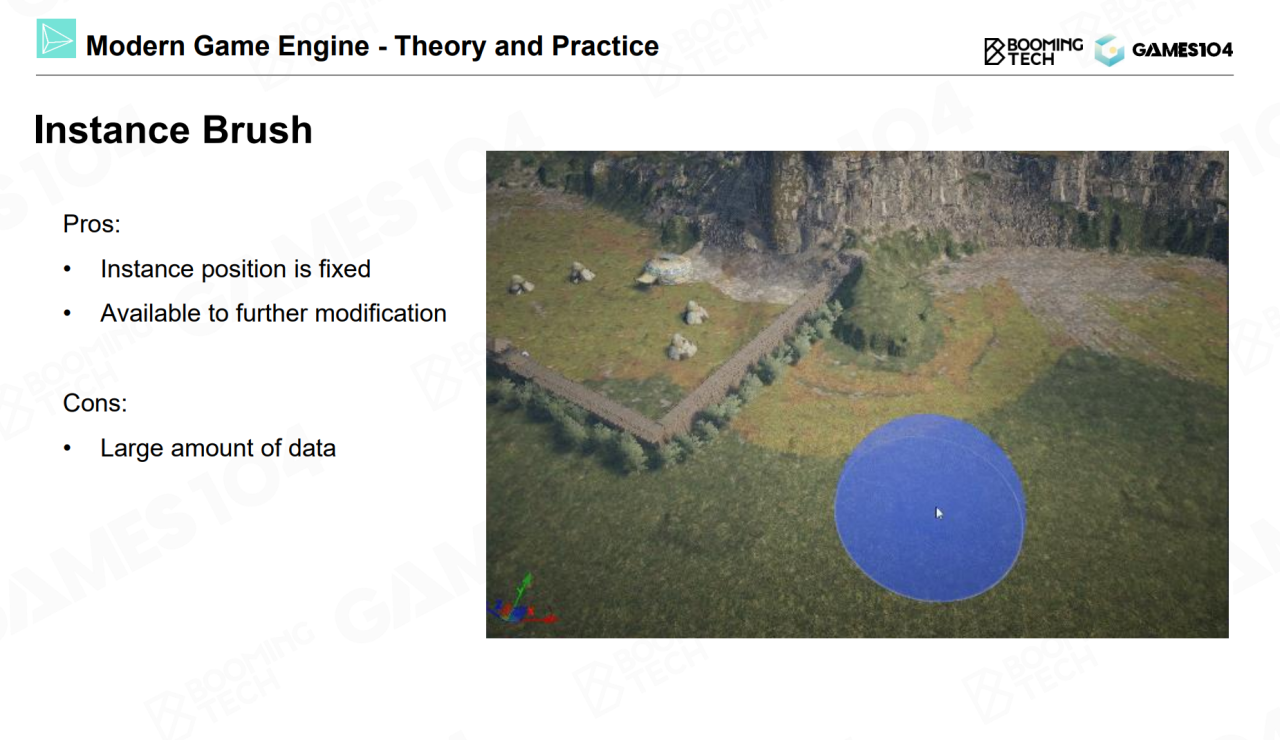 Modern Game Engine - Theory and Practice
BOOMING
TECH
GAMES104
Instance Brush
Pros:
• Instance position is fixed
• Available to further modification
Cons:
• Large amount of data